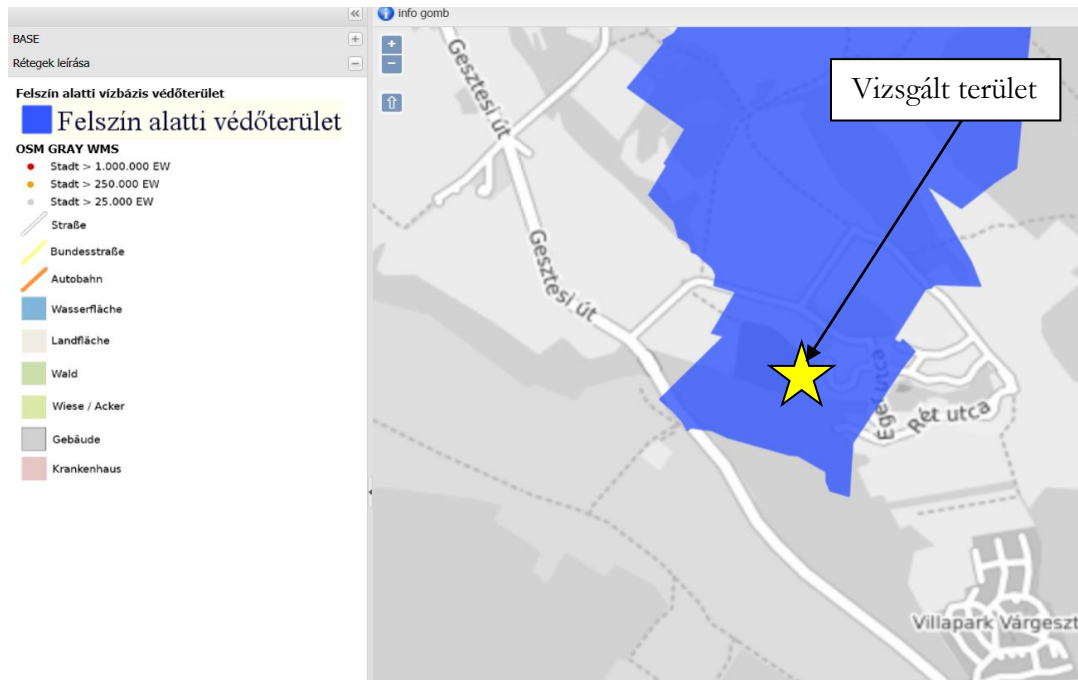 info gomb
BASE
Rétegek leírása
Felszín alatti vízbázis védőterület
Felszín alatti védőterület
OSM GRAY WMS
Stadt > 1.000.000 EW
Stadt > 250.000 EW
Stadt > 25.000 EW
Straße
Bundesstraße
Autobahn
Wasserfläche
Landfläche
Wald
Wiese / Acker
Gebäude
Krankenhaus
Vizsgált terület
Gesztesi út
Gesztesi út
Eger utca
Rét utca
Villapark Várgeszt